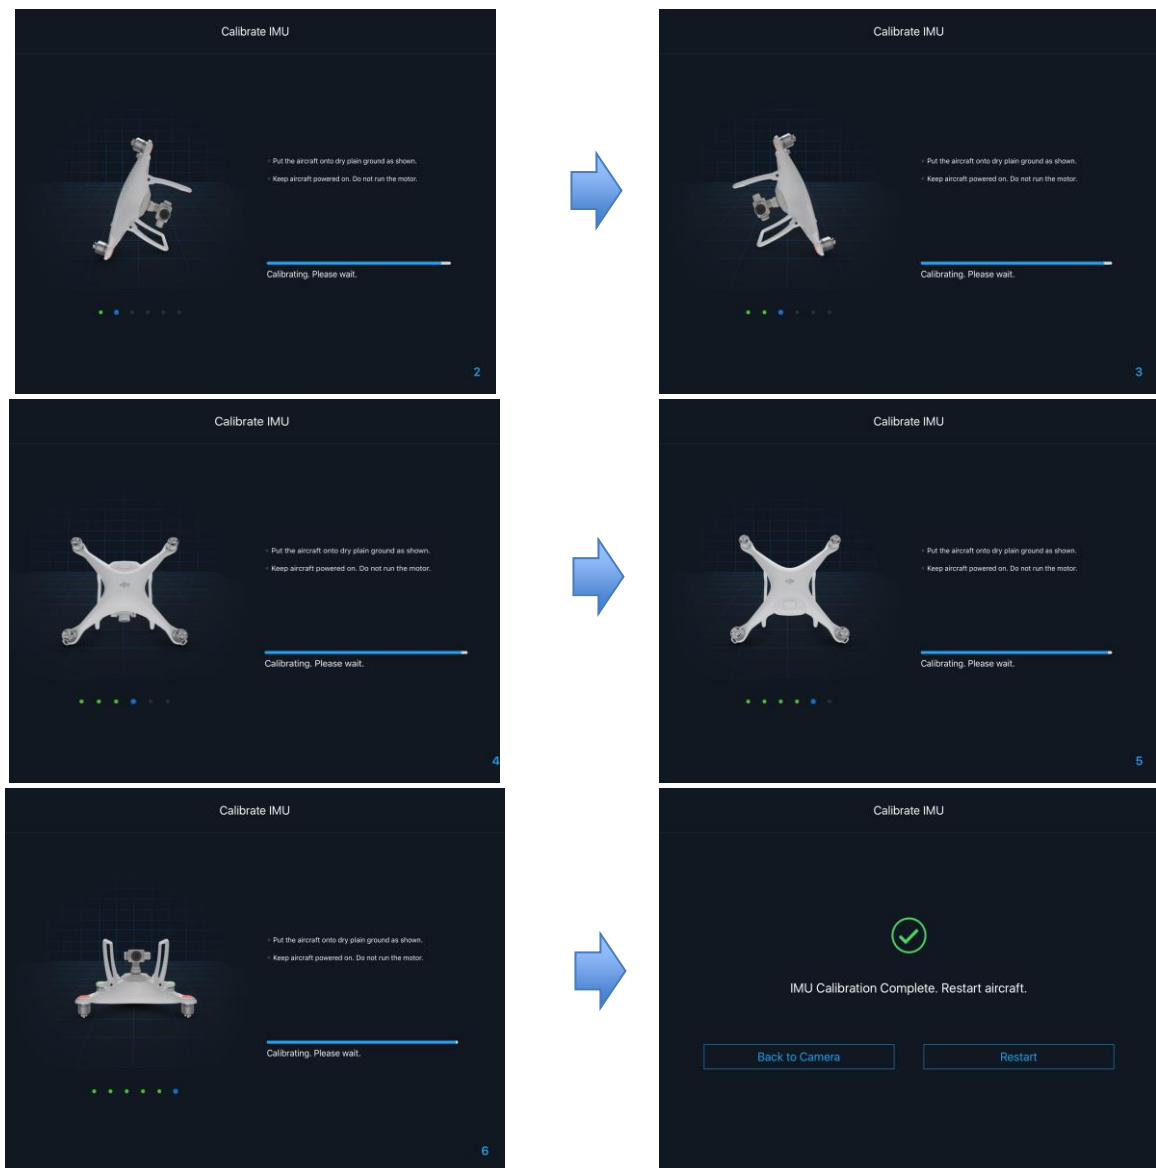 Calibrate IMU
Put the aircraft onto dry plain ground as shown.
Keep aircraft powered on. Do not run the motor.
Calibrating. Please wait.
2
Calibrate IMU
Put the aircraft onto dry plain ground as shown.
Keep aircraft powered on. Do not run the motor.
Calibrating. Please wait.
3
Calibrate IMU
Put the aircraft onto dry plain ground as shown.
Keep aircraft powered on. Do not run the motor.
Calibrating. Please wait.
4
Calibrate IMU
Put the aircraft onto dry plain ground as shown.
Keep aircraft powered on. Do not run the motor.
Calibrating. Please wait.
5
Calibrate IMU
Put the aircraft onto dry plain ground as shown.
Keep aircraft powered on. Do not run the motor.
Calibrating. Please wait.
6
Calibrate IMU
IMU Calibration Complete. Restart aircraft.
Back to Camera
Restart